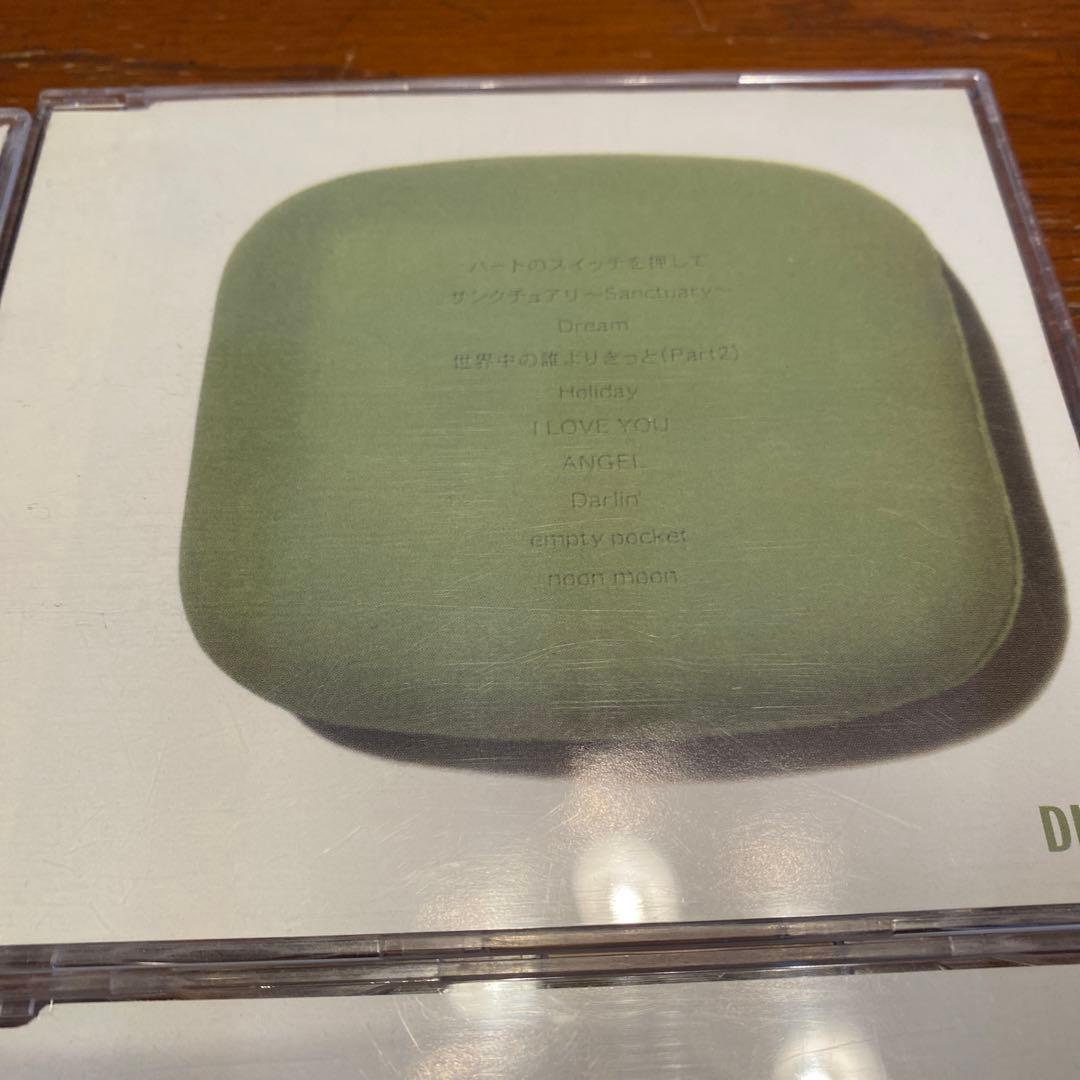 ハートのスイッチを押して
サンクチュアリ〜Sanctuary〜
Dream
世界中の誰よりきっと(Part2)
Holiday
I LOVE YOU
ANGEL
Darlin'
empty pocket
noon moon